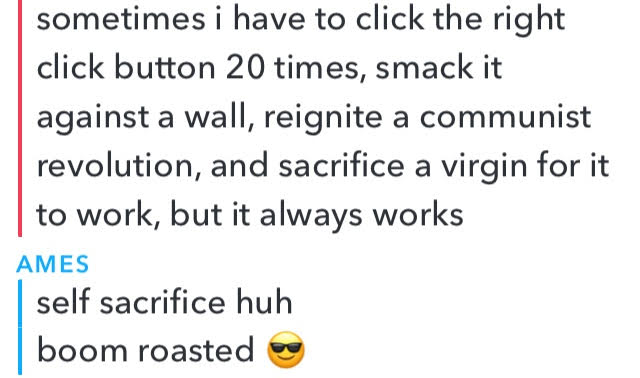 sometimes i have to click the right
click button 20 times, smack it
against a wall, reignite a communist
revolution, and sacrifice a virgin for it
to work, but it always works
AMES
self sacrifice huh
boom roasted 😎